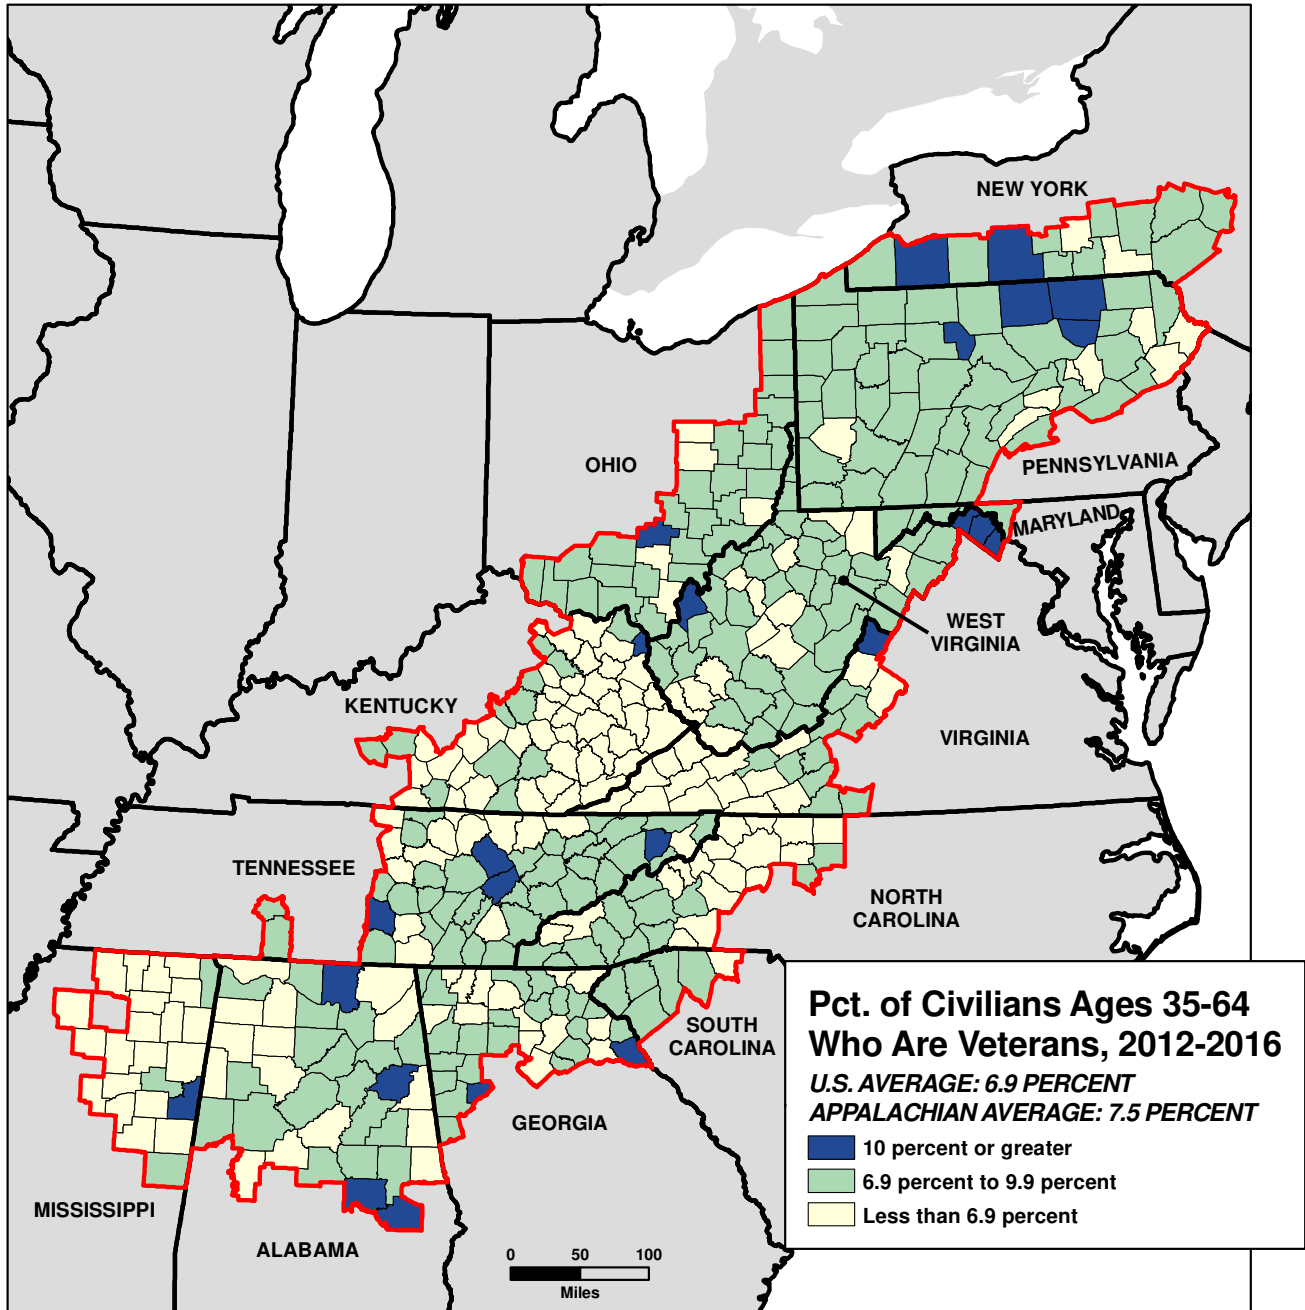 NEW YORK
OHIO
PENNSYLVANIA
MARYLAND
WEST
VIRGINIA
KENTUCKY
VIRGINIA
TENNESSEE
NORTH
CAROLINA
SOUTH
CAROLINA
GEORGIA
MISSISSIPPI
ALABAMA
0 50 100
Miles
Pct. of Civilians Ages 35-64
Who Are Veterans, 2012-2016
U.S. AVERAGE: 6.9 PERCENT
APPALACHIAN AVERAGE: 7.5 PERCENT
10 percent or greater
6.9 percent to 9.9 percent
Less than 6.9 percent